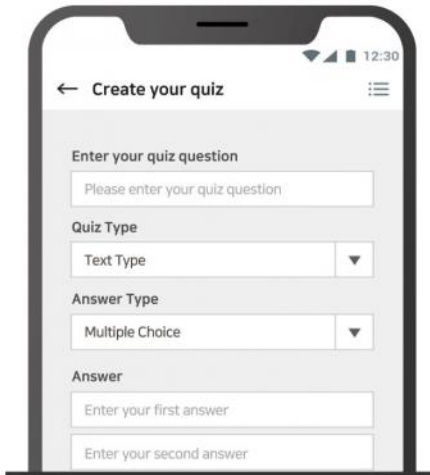 12:30
Create your quiz
Enter your quiz question
Please enter your quiz question
Quiz Type
Text Type
Answer Type
Multiple Choice
Answer
Enter your first answer
Enter your second answer